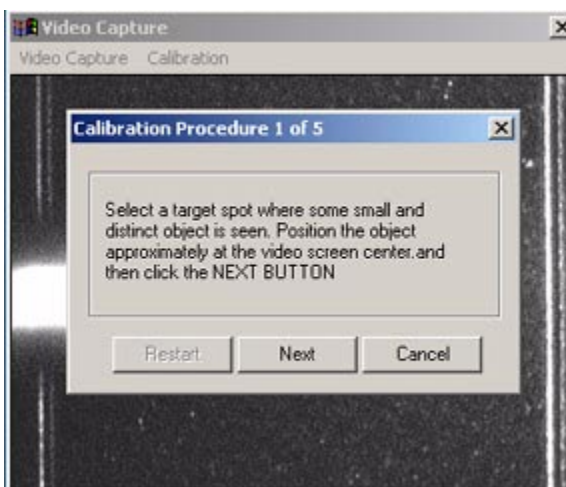 Video Capture
Video Capture Calibration
Calibration Procedure 1 of 5
Select a target spot where some small and
distinct object is seen. Position the object
approximately at the video screen center.and
then click the NEXT BUTTON
Restart Next Cancel